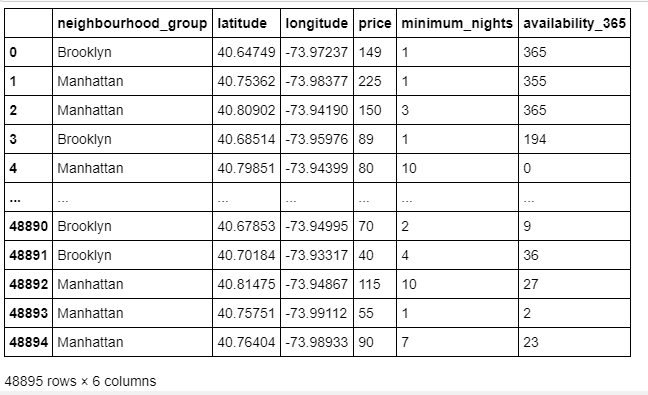 neighbourhood_group latitude longitude price minimum_nights availability_365
0 Brooklyn 40.64749 -73.97237 149 1 365
1 Manhattan 40.75362 -73.98377 225 1 355
2 Manhattan 40.80902 -73.94190 150 3 365
3 Brooklyn 40.68514 -73.95976 89 1 194
4 Manhattan 40.79851 -73.94399 80 10 0
... ... ... ... ... ... ...
48890 Brooklyn 40.67853 -73.94995 70 2 9
48891 Brooklyn 40.70184 -73.93317 40 4 36
48892 Manhattan 40.81475 -73.94867 115 10 27
48893 Manhattan 40.75751 -73.99112 55 1 2
48894 Manhattan 40.76404 -73.98933 90 7 23
48895 rows × 6 columns